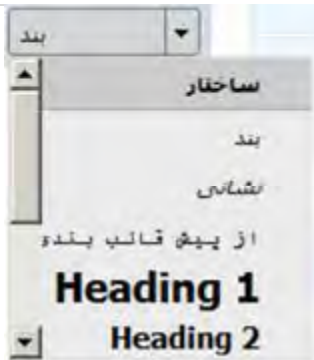 بند
ساختار
بند
نشانی
از پیش قالب بندی
Heading 1
Heading 2